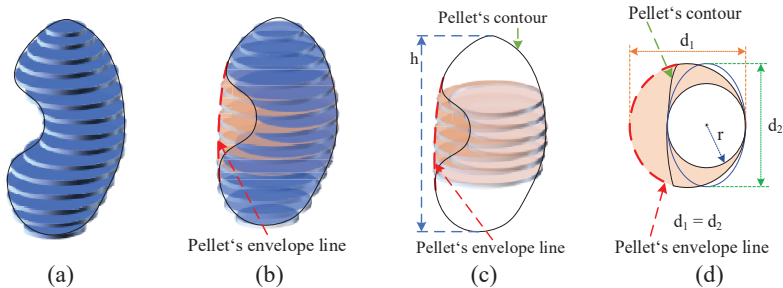 Pellet‘s contour
Pellet‘s contour
d1
h
d2
r
d1 = d2
Pellet‘s envelope line
Pellet‘s envelope line
Pellet‘s envelope line
(a)
(b)
(c)
(d)